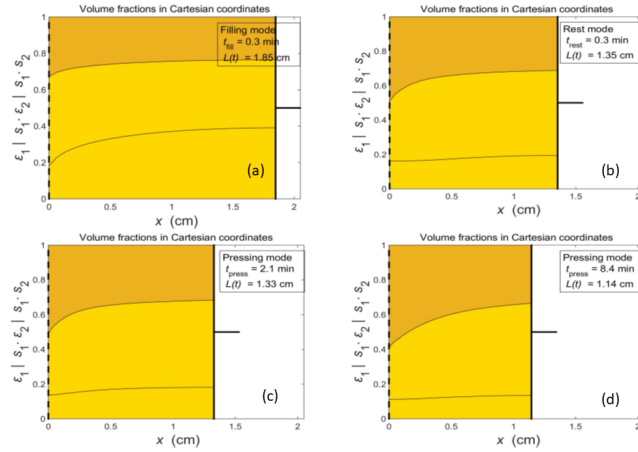 Volume fractions in Cartesian coordinates
1
0.8
0.6
0.4
0.2
0
ε₁ | s₁ · ε₂ | s₁ · s₂
Filling mode
t_fill = 0.3 min
L(t) = 1.85 cm
(a)
0 0.5 1 1.5 2
x (cm)
Volume fractions in Cartesian coordinates
1
0.8
0.6
0.4
0.2
0
ε₁ | s₁ · ε₂ | s₁ · s₂
Rest mode
t_rest = 0.3 min
L(t) = 1.35 cm
(b)
0 0.5 1 1.5 2
x (cm)
Volume fractions in Cartesian coordinates
1
0.8
0.6
0.4
0.2
0
ε₁ | s₁ · ε₂ | s₁ · s₂
Pressing mode
t_press = 2.1 min
L(t) = 1.33 cm
(c)
0 0.5 1 1.5 2
x (cm)
Volume fractions in Cartesian coordinates
1
0.8
0.6
0.4
0.2
0
ε₁ | s₁ · ε₂ | s₁ · s₂
Pressing mode
t_press = 8.4 min
L(t) = 1.14 cm
(d)
0 0.5 1 1.5 2
x (cm)